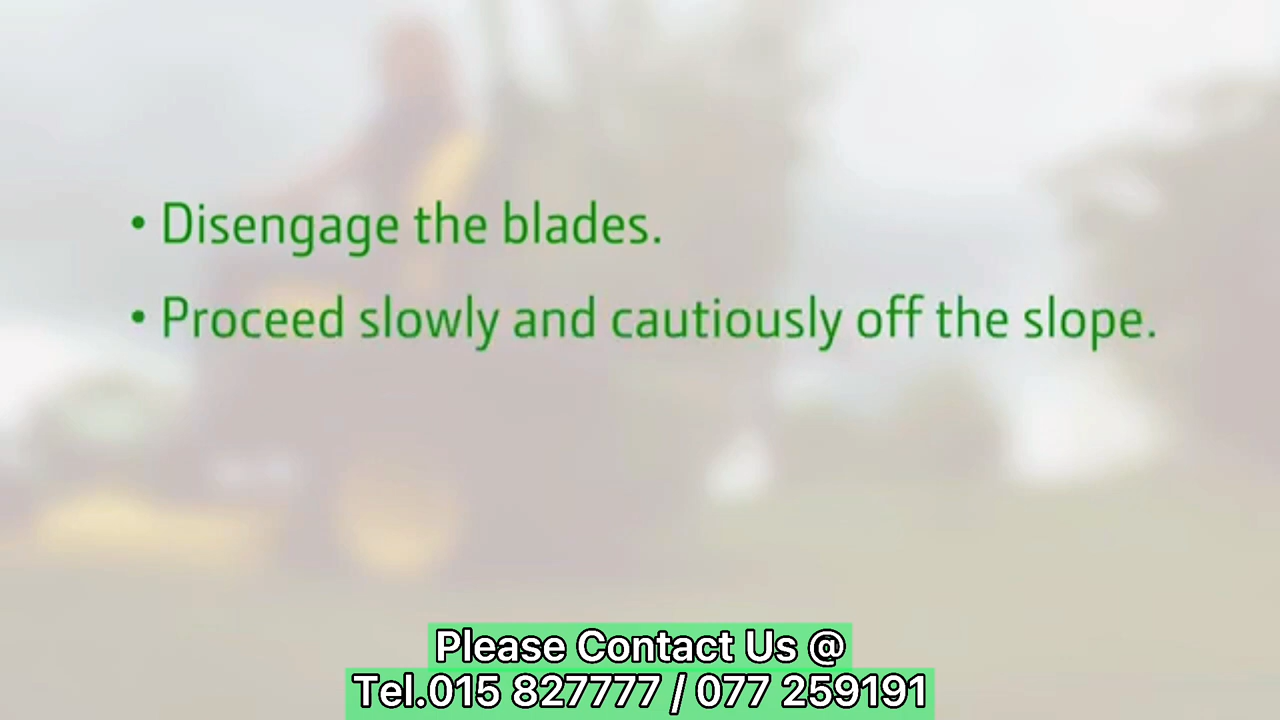 • Disengage the blades.
• Proceed slowly and cautiously off the slope.
Please Contact Us @
Tel.015 827777 / 077 259191